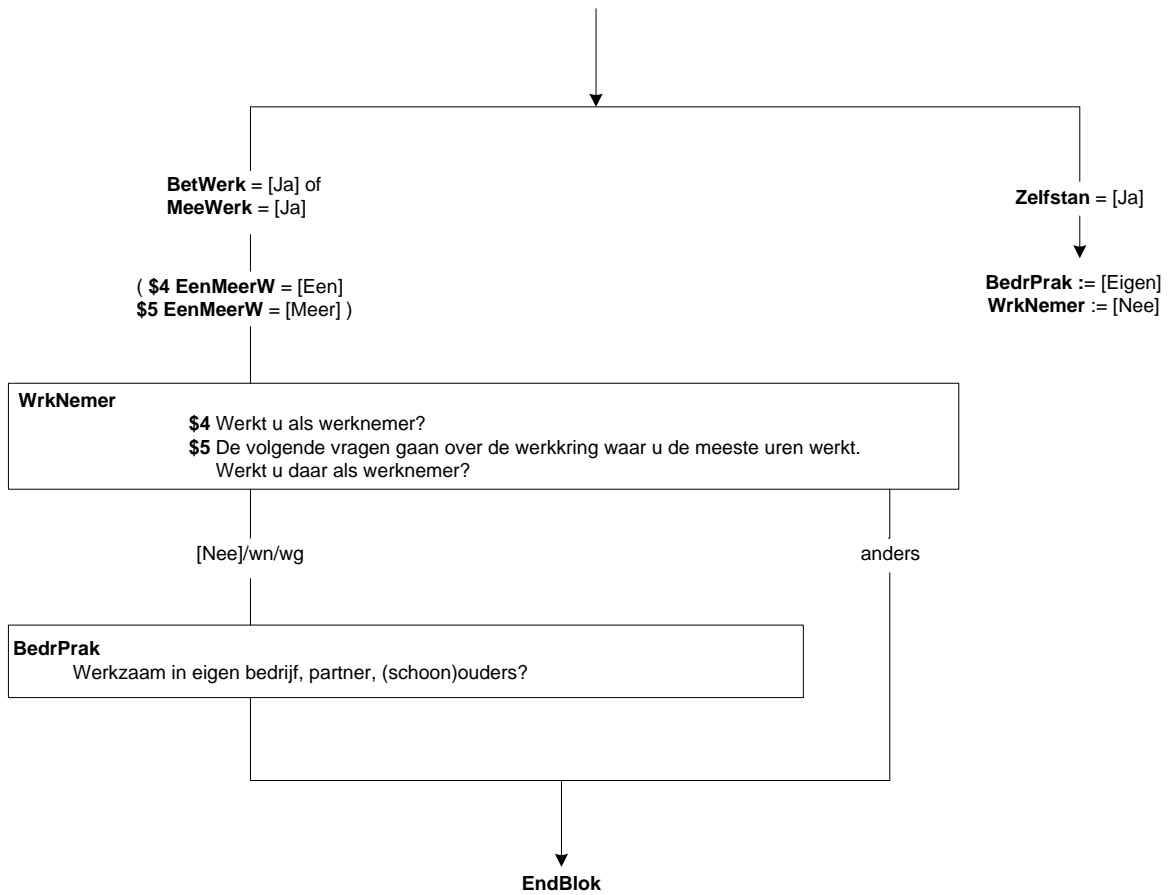 BetWerk = [Ja] of
MeeWerk = [Ja]
Zelfstan = [Ja]
( $4 EenMeerW = [Een]
$5 EenMeerW = [Meer] )
BedrPrak := [Eigen]
WrkNemer := [Nee]
WrkNemer
$4 Werkt u als werknemer?
$5 De volgende vragen gaan over de werkkring waar u de meeste uren werkt.
Werkt u daar als werknemer?
[Nee]/wn/wg
anders
BedrPrak
Werkzaam in eigen bedrijf, partner, (schoon)ouders?
EndBlok